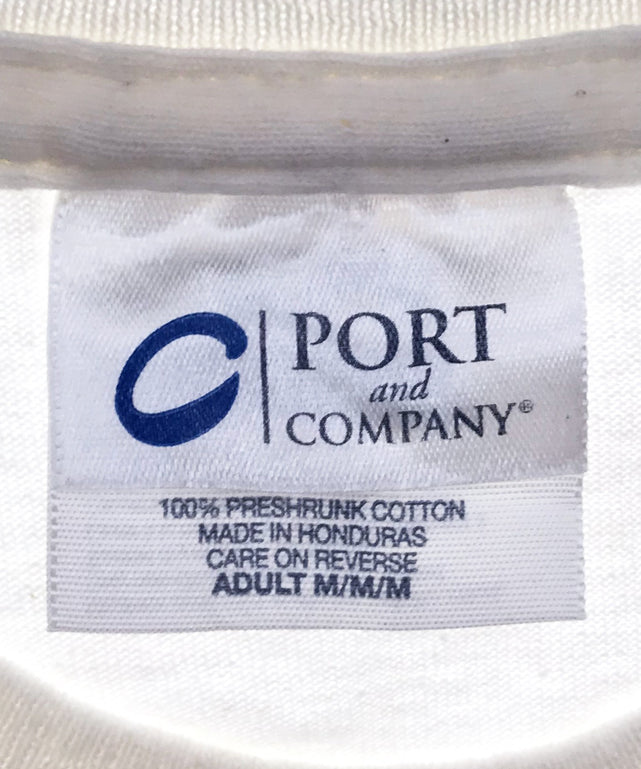 PORT
and
COMPANY®
100% PRESHRUNK COTTON
MADE IN HONDURAS
CARE ON REVERSE
ADULT M/M/M